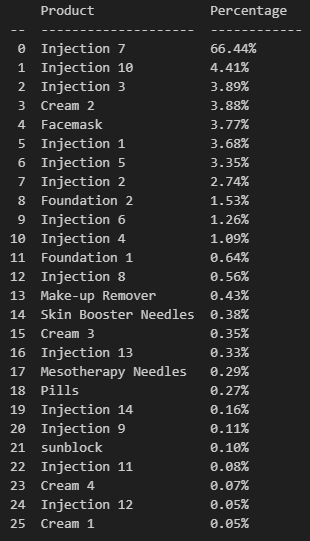 Product               Percentage
--  --------------------  ------------
 0  Injection 7           66.44%
 1  Injection 10          4.41%
 2  Injection 3           3.89%
 3  Cream 2               3.88%
 4  Facemask              3.77%
 5  Injection 1           3.68%
 6  Injection 5           3.35%
 7  Injection 2           2.74%
 8  Foundation 2          1.53%
 9  Injection 6           1.26%
10  Injection 4           1.09%
11  Foundation 1          0.64%
12  Injection 8           0.56%
13  Make-up Remover       0.43%
14  Skin Booster Needles  0.38%
15  Cream 3               0.35%
16  Injection 13          0.33%
17  Mesotherapy Needles   0.29%
18  Pills                 0.27%
19  Injection 14          0.16%
20  Injection 9           0.11%
21  sunblock              0.10%
22  Injection 11          0.08%
23  Cream 4               0.07%
24  Injection 12          0.05%
25  Cream 1               0.05%